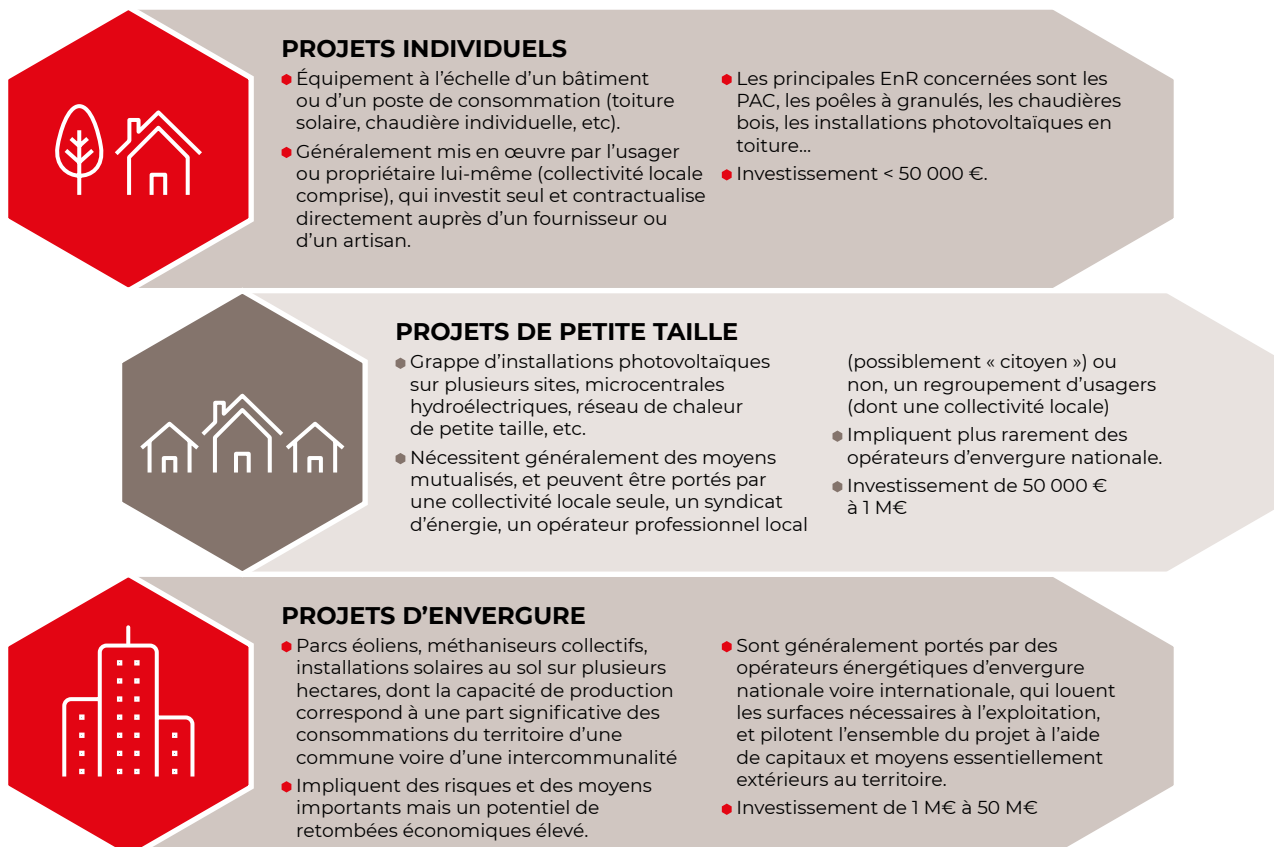 PROJETS INDIVIDUELS
Équipement à l’échelle d’un bâtiment
ou d’un poste de consommation (toiture
solaire, chaudière individuelle, etc).
Généralement mis en œuvre par l’usager
ou propriétaire lui-même (collectivité locale
comprise), qui investit seul et contractualise
directement auprès d’un fournisseur ou
d’un artisan.
Les principales EnR concernées sont les
PAC, les poêles à granulés, les chaudières
bois, les installations photovoltaïques en
toiture…
Investissement < 50 000 €.
PROJETS DE PETITE TAILLE
Grappe d’installations photovoltaïques
sur plusieurs sites, microcentrales
hydroélectriques, réseau de chaleur
de petite taille, etc.
Nécessitent généralement des moyens
mutualisés, et peuvent être portés par
une collectivité locale seule, un syndicat
d’énergie, un opérateur professionnel local
(possiblement « citoyen ») ou
non, un regroupement d’usagers
(dont une collectivité locale)
Impliquent plus rarement des
opérateurs d’envergure nationale.
Investissement de 50 000 €
à 1 M€
PROJETS D’ENVERGURE
Parcs éoliens, méthaniseurs collectifs,
installations solaires au sol sur plusieurs
hectares, dont la capacité de production
correspond à une part significative des
consommations du territoire d’une
commune voire d’une intercommunalité
Impliquent des risques et des moyens
importants mais un potentiel de
retombées économiques élevé.
Sont généralement portés par des
opérateurs énergétiques d’envergure
nationale voire internationale, qui louent
les surfaces nécessaires à l’exploitation,
et pilotent l’ensemble du projet à l’aide
de capitaux et moyens essentiellement
extérieurs au territoire.
Investissement de 1 M€ à 50 M€